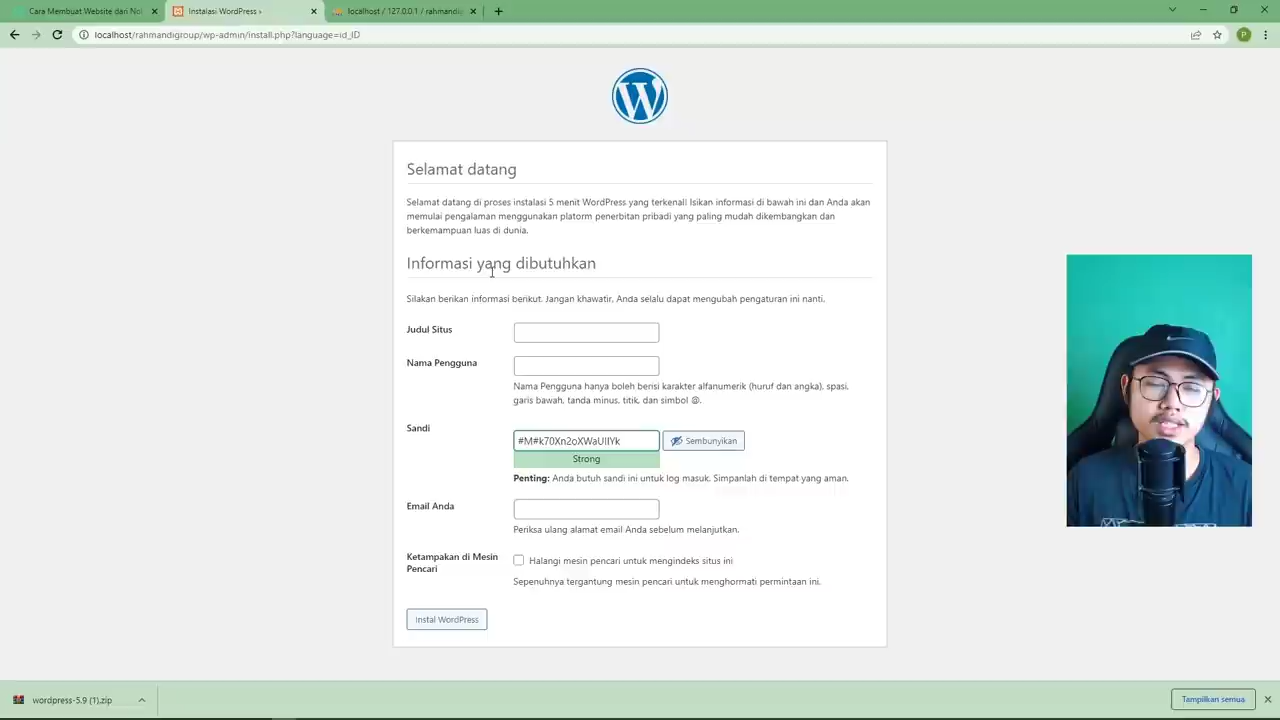 Cara Membuat Website dari Nol
Instalasi WordPress ›
localhost / 127.0.0.1 / rahmandig
localhost/rahmandigroup/wp-admin/install.php?language=id_ID
P
Selamat datang
Selamat datang di proses instalasi 5 menit WordPress yang terkenal! Isikan informasi di bawah ini dan Anda akan
memulai pengalaman menggunakan platorm penerbitan pribadi yang paling mudah dikembangkan dan
berkemampuan luas di dunia.
Informasi yang dibutuhkan
Silakan berikan informasi berikut. Jangan khawatir, Anda selalu dapat mengubah pengaturan ini nanti.
Judul Situs
Nama Pengguna
Nama Pengguna hanya boleh berisi karakter alfanumerik (huruf dan angka), spasi,
garis bawah, tanda minus, titik, dan simbol @.
Sandi
Sembunyikan
Strong
Penting: Anda butuh sandi ini untuk log masuk. Simpanlah di tempat yang aman.
Email Anda
Periksa ulang alamat email Anda sebelum melanjutkan.
Ketampakan di Mesin
Pencari
Halangi mesin pencari untuk mengindeks situs ini
Sepenuhnya tergantung mesin pencari untuk menghormati permintaan ini.
Instal WordPress
wordpress-5.9 (1).zip
Tampilkan semua